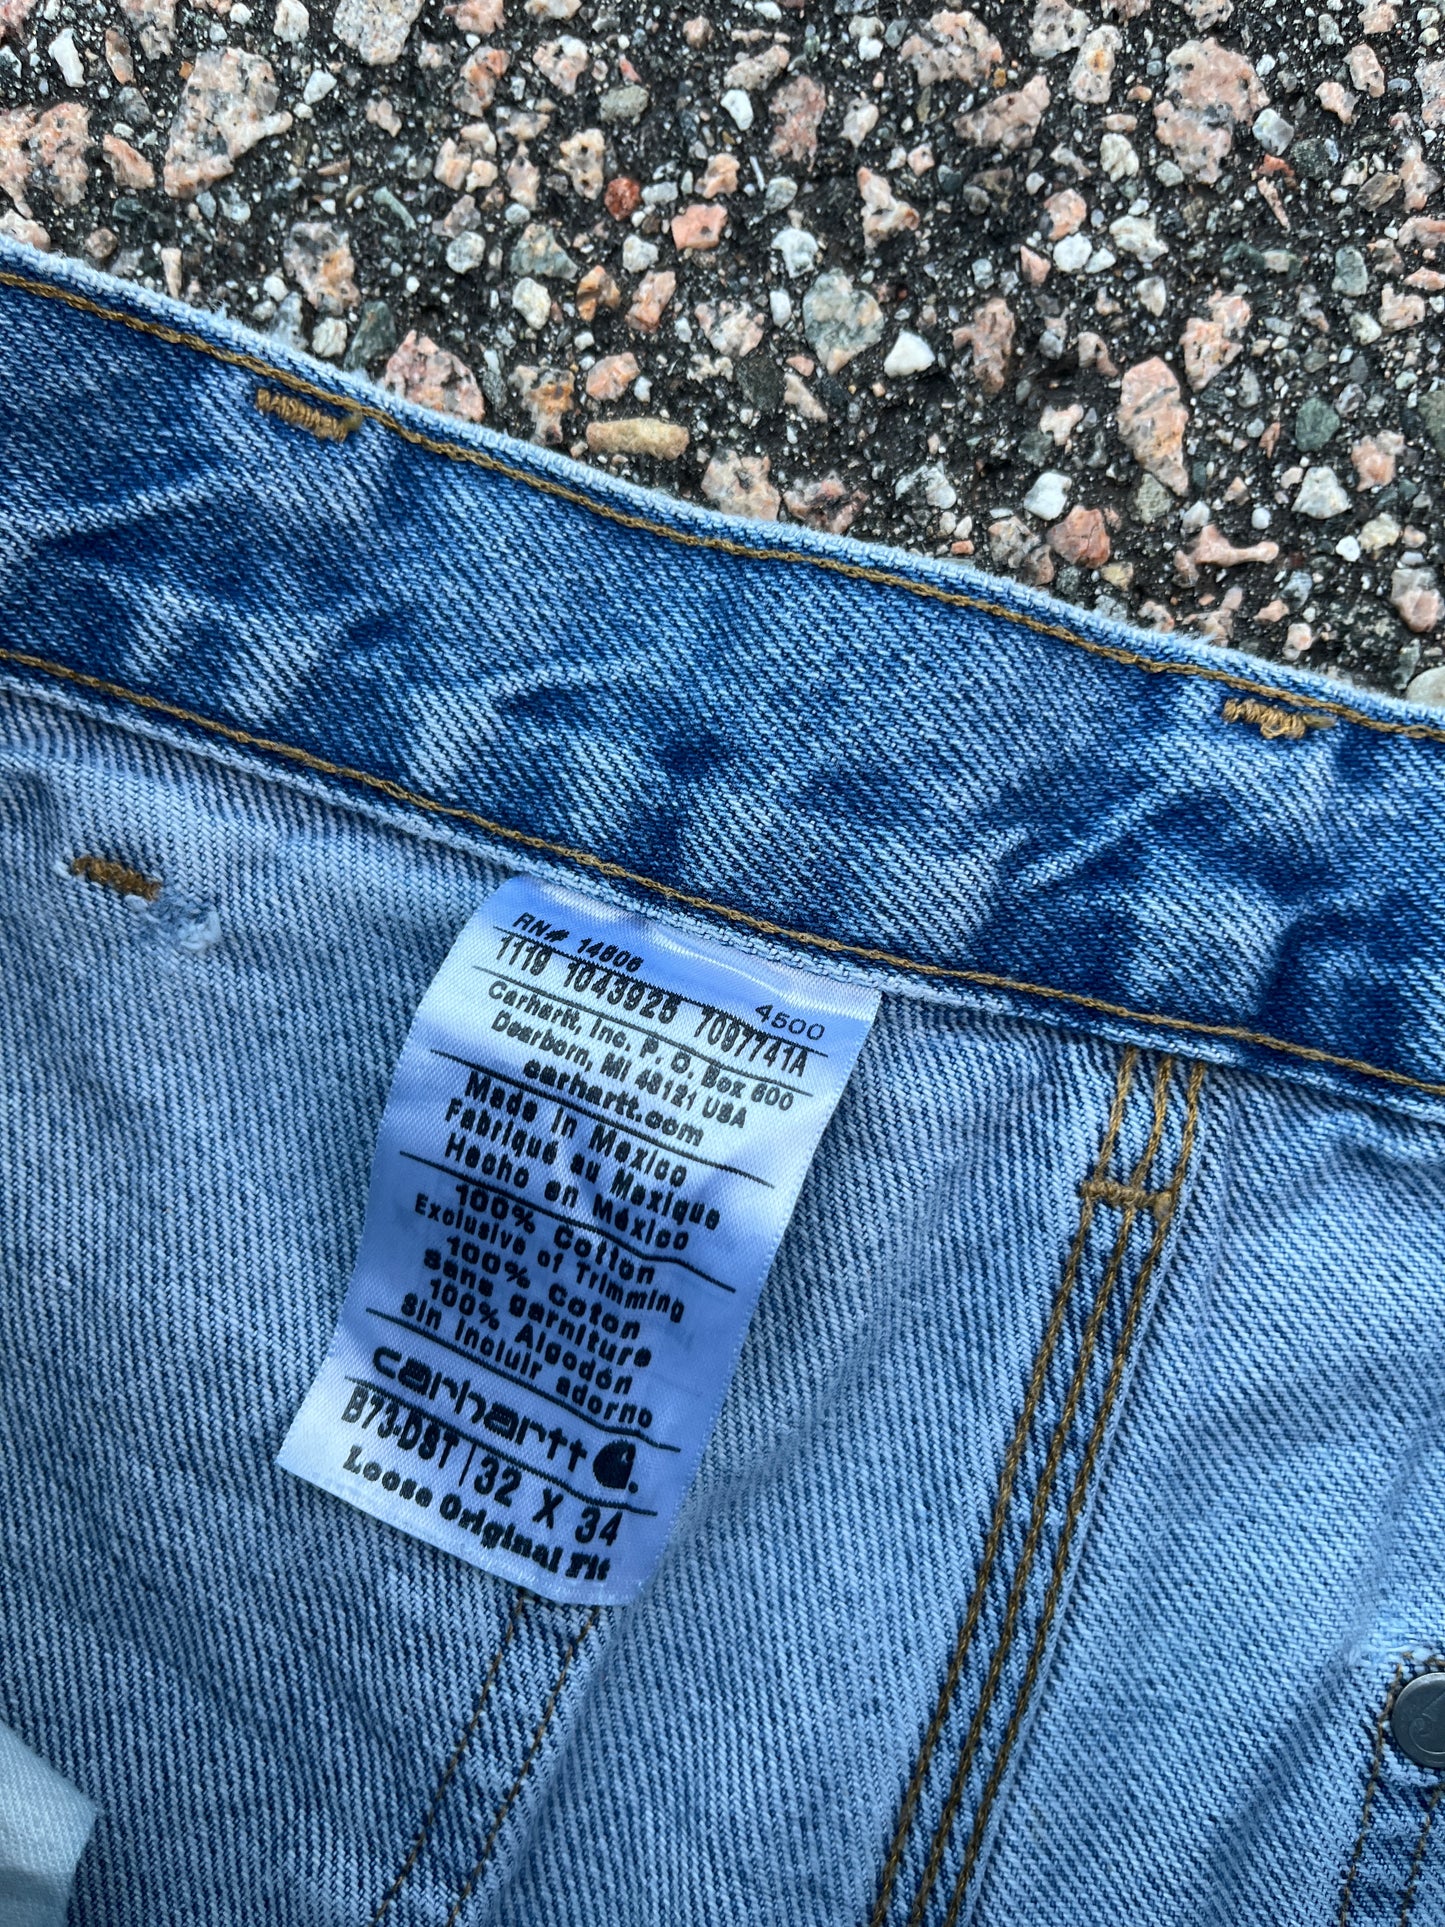 RN# 14806
4500
1119 1043925 7097741A
Carhartt, Inc. P. O. Box 600
Dearborn, MI 48121 USA
carhartt.com
Made in Mexico
Fabriqué au Mexique
Hecho en México
100% Cotton
Exclusive of Trimming
100% Coton
sans garniture
100% Algodón
sin incluir adorno
carhartt
B73-DST | 32 X 34
Loose Original Fit